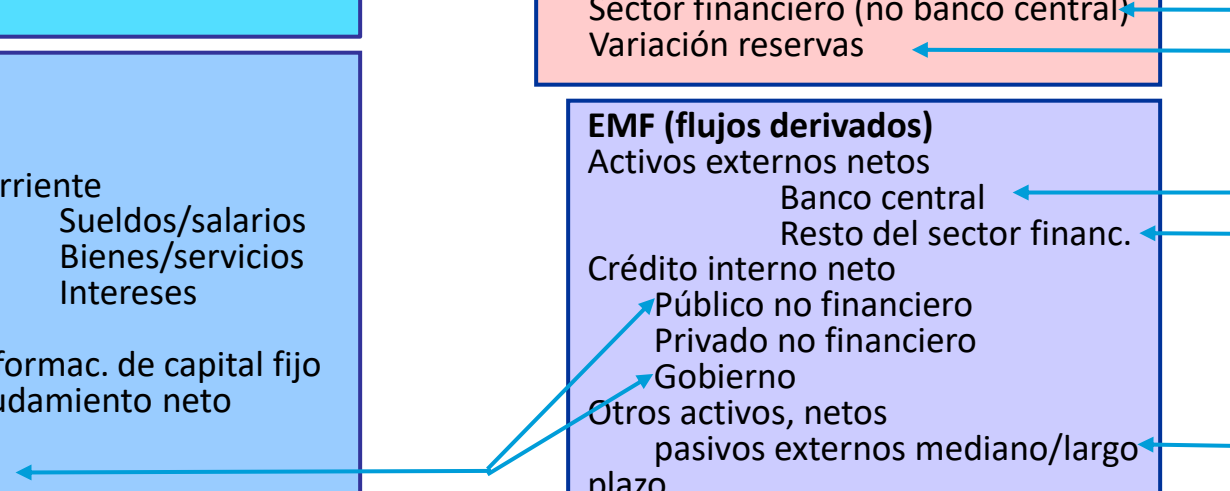 Sector financiero (no banco central)
Variación reservas
EMF (flujos derivados)
Activos externos netos
Banco central
Resto del sector financ.
Crédito interno neto
Público no financiero
Privado no financiero
Gobierno
Otros activos, netos
pasivos externos mediano/largo
plazo
rriente
Sueldos/salarios
Bienes/servicios
Intereses
formac. de capital fijo
udamiento neto